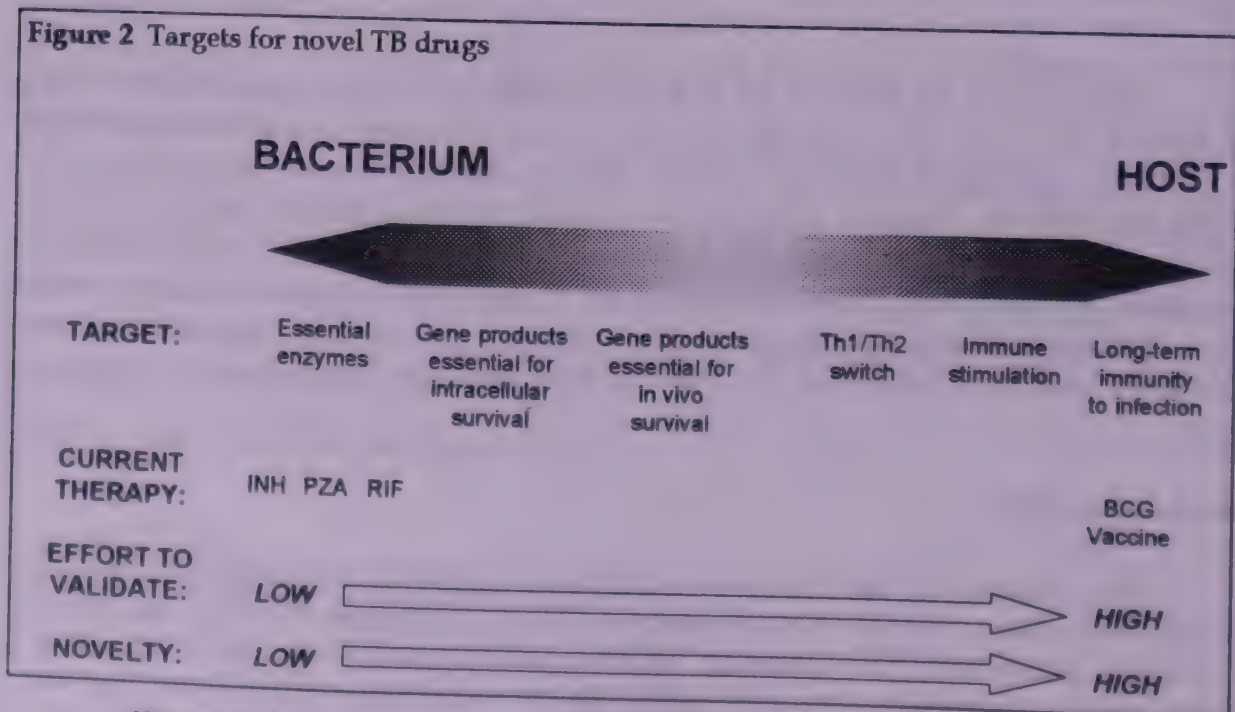 Figure 2 Targets for novel TB drugs
BACTERIUM
HOST
TARGET:
Essential
enzymes
Gene products
essential for
intracellular
survival
Gene products
essential for
in vivo
survival
Th1/Th2
switch
Immune
stimulation
Long-term
immunity
to infection
CURRENT
THERAPY:
INH PZA RIF
BCG
Vaccine
EFFORT TO
VALIDATE:
LOW
HIGH
NOVELTY:
LOW
HIGH